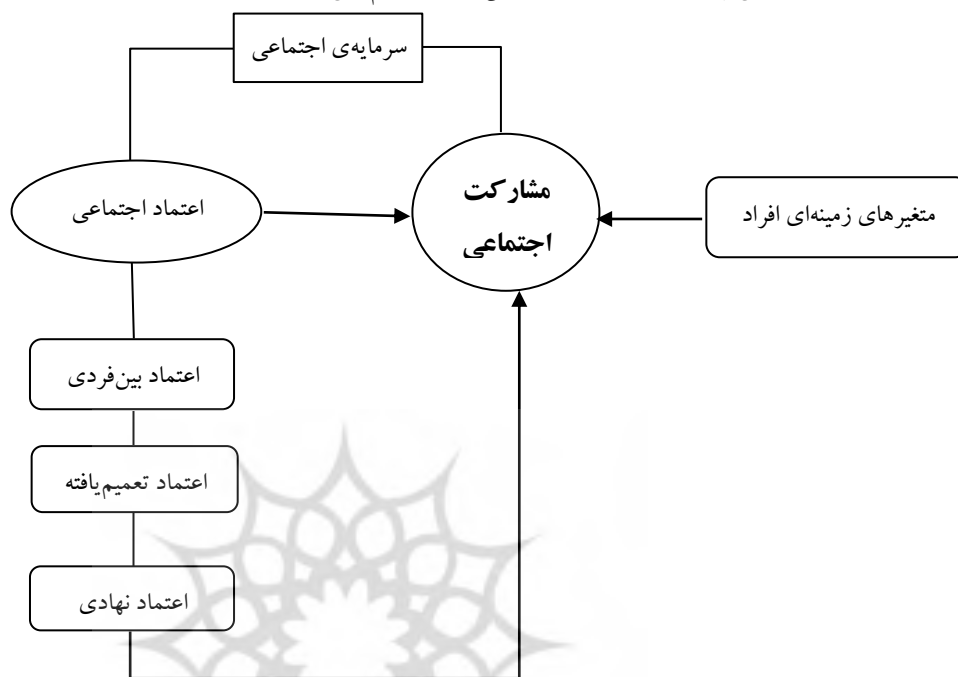 سرمایه‌ی اجتماعی
مشارکت
اجتماعی
اعتماد اجتماعی
متغیرهای زمینه‌ای افراد
اعتماد بین‌فردی
اعتماد تعمیم‌یافته
اعتماد نهادی